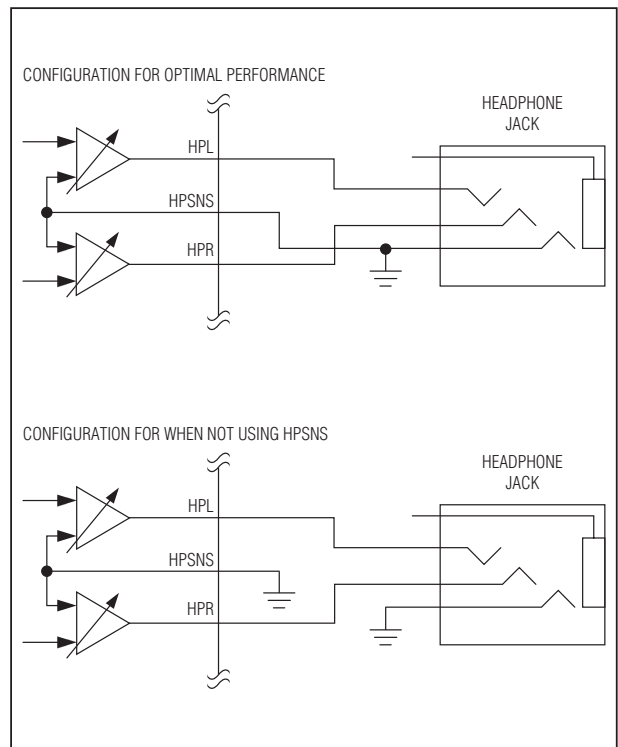 CONFIGURATION FOR OPTIMAL PERFORMANCE
HEADPHONE
JACK
HPL
HPSNS
HPR
CONFIGURATION FOR WHEN NOT USING HPSNS
HEADPHONE
JACK
HPL
HPSNS
HPR